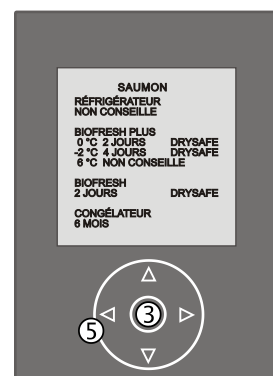 SAUMON
RÉFRIGÉRATEUR
NON CONSEILLE
BIOFRESH PLUS
0 °C 2 JOURS DRYSAFE
-2 °C 4 JOURS DRYSAFE
6 °C NON CONSEILLE
BIOFRESH
2 JOURS DRYSAFE
CONGÉLATEUR
6 MOIS
3
5